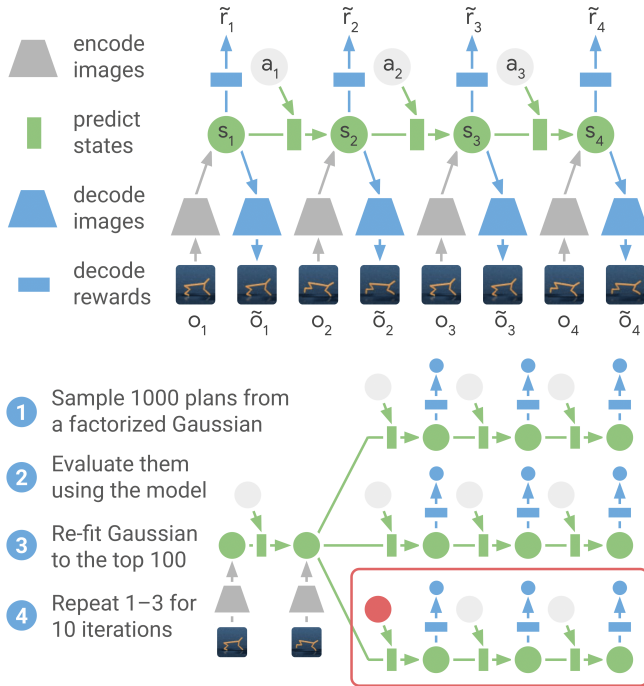 encode
images
predict
states
decode
images
decode
rewards
r̃1 r̃2 r̃3 r̃4
a1 a2 a3
s1 s2 s3 s4
o1 õ1 o2 õ2 o3 õ3 o4 õ4
1 Sample 1000 plans from
a factorized Gaussian
2 Evaluate them
using the model
3 Re-fit Gaussian
to the top 100
4 Repeat 1–3 for
10 iterations